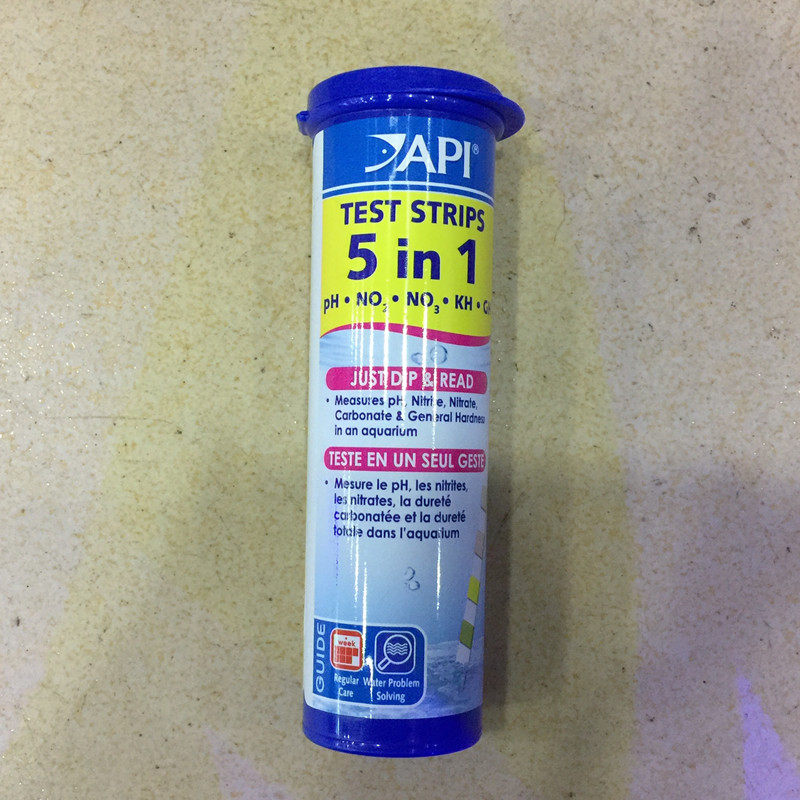 API®
TEST STRIPS
5 in 1
pH • NO₂ • NO₃ • KH •
JUST DIP & READ
• Measures pH, Nitrite, Nitrate,
Carbonate & General Hardness
in an aquarium
TESTE EN UN SEUL GESTE
• Mesure le pH, les nitrites,
les nitrates, la dureté
carbonatée et la dureté
totale dans l'aquarium
GUIDE
week
Regular
Care
Water Problem
Solving